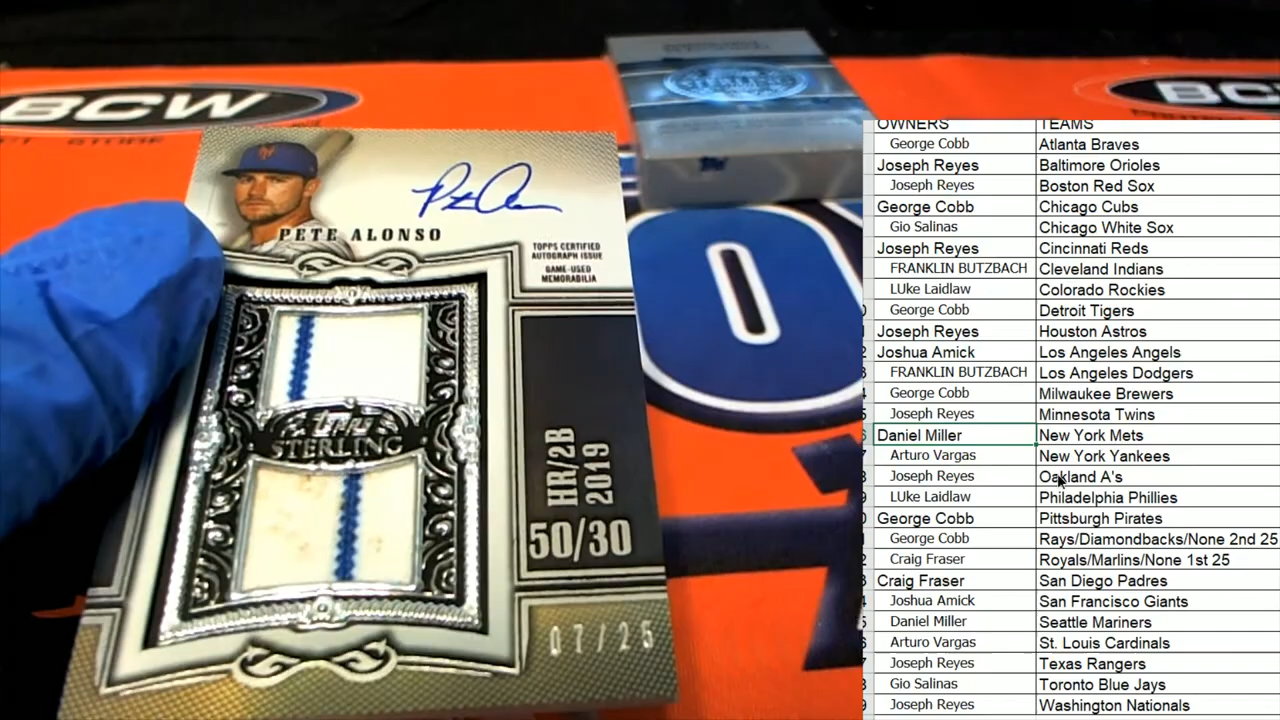 BCW
BCW
PETE ALONSO
TOPPS CERTIFIED
AUTOGRAPH ISSUE
GAME-USED
MEMORABILIA
topps
STERLING
HR/2B
2019
50/30
07/25
OWNERS TEAMS
George Cobb Atlanta Braves
Joseph Reyes Baltimore Orioles
Joseph Reyes Boston Red Sox
George Cobb Chicago Cubs
Gio Salinas Chicago White Sox
Joseph Reyes Cincinnati Reds
FRANKLIN BUTZBACH Cleveland Indians
LUke Laidlaw Colorado Rockies
George Cobb Detroit Tigers
Joseph Reyes Houston Astros
Joshua Amick Los Angeles Angels
FRANKLIN BUTZBACH Los Angeles Dodgers
George Cobb Milwaukee Brewers
Joseph Reyes Minnesota Twins
Daniel Miller New York Mets
Arturo Vargas New York Yankees
Joseph Reyes Oakland A's
LUke Laidlaw Philadelphia Phillies
George Cobb Pittsburgh Pirates
George Cobb Rays/Diamondbacks/None 2nd 25
Craig Fraser Royals/Marlins/None 1st 25
Craig Fraser San Diego Padres
Joshua Amick San Francisco Giants
Daniel Miller Seattle Mariners
Arturo Vargas St. Louis Cardinals
Joseph Reyes Texas Rangers
Gio Salinas Toronto Blue Jays
Joseph Reyes Washington Nationals